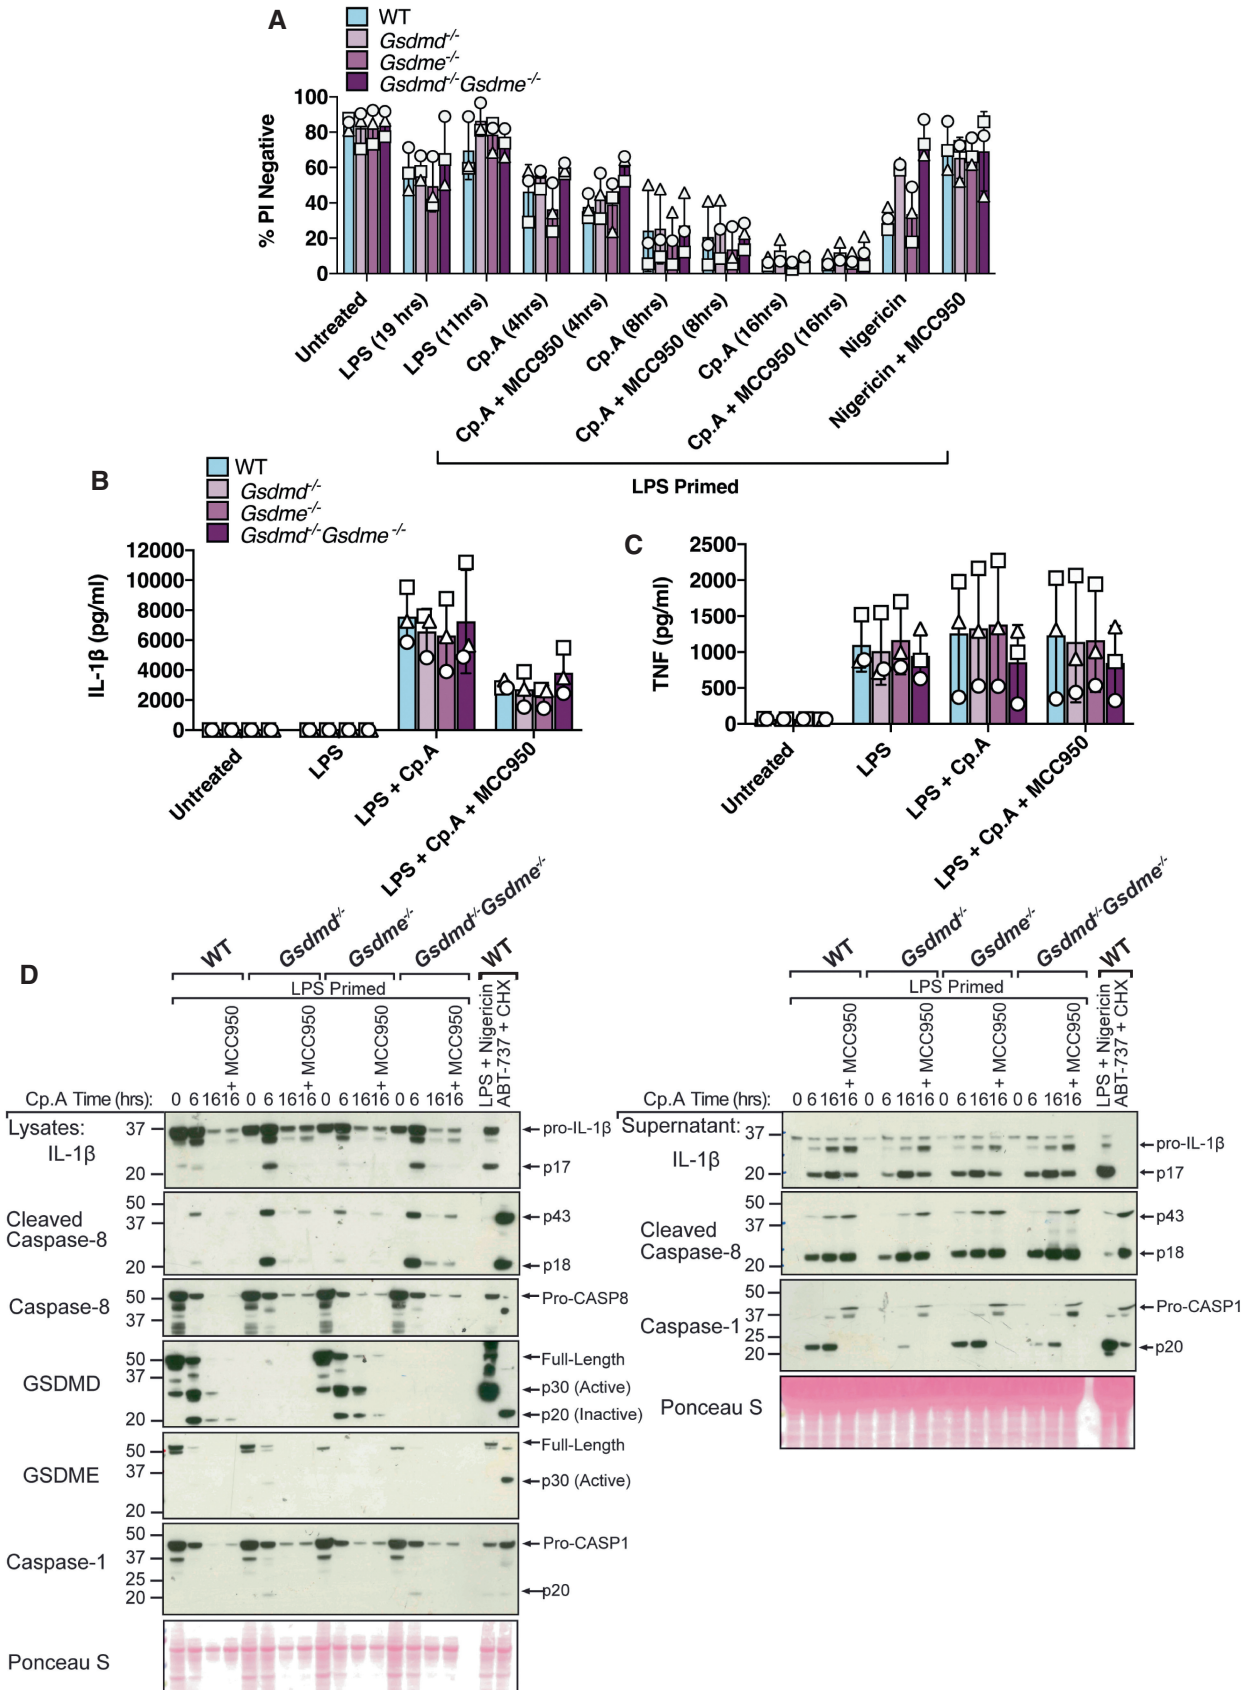 A
WT
Gsdmd-/-
Gsdme-/-
Gsdmd-/-Gsdme-/-
% PI Negative
100
80
60
40
20
0
Untreated
LPS (19 hrs)
LPS (11hrs)
Cp.A (4hrs)
Cp.A + MCC950 (4hrs)
Cp.A (8hrs)
Cp.A + MCC950 (8hrs)
Cp.A (16hrs)
Cp.A + MCC950 (16hrs)
Nigericin
Nigericin + MCC950
LPS Primed
B
WT
Gsdmd-/-
Gsdme-/-
Gsdmd-/-Gsdme-/-
IL-1β (pg/ml)
12000
10000
8000
6000
4000
2000
0
Untreated
LPS
LPS + Cp.A
LPS + Cp.A + MCC950
C
TNF (pg/ml)
2500
2000
1500
1000
500
0
Untreated
LPS
LPS + Cp.A
LPS + Cp.A + MCC950
D
WT
Gsdmd-/-
Gsdme-/-
Gsdmd-/-Gsdme-/-
WT
LPS Primed
+ MCC950
+ MCC950
+ MCC950
+ MCC950
LPS + Nigericin
ABT-737 + CHX
Cp.A Time (hrs): 0 6 16 16 0 6 16 16 0 6 16 16 0 6 16 16
Lysates:
IL-1β
37
20
pro-IL-1β
p17
Cleaved
Caspase-8
50
37
20
p43
p18
Caspase-8
50
37
Pro-CASP8
GSDMD
50
37
20
Full-Length
p30 (Active)
p20 (Inactive)
GSDME
50
37
20
Full-Length
p30 (Active)
Caspase-1
50
37
25
20
Pro-CASP1
p20
Ponceau S
WT
Gsdmd-/-
Gsdme-/-
Gsdmd-/-Gsdme-/-
WT
LPS Primed
+ MCC950
+ MCC950
+ MCC950
+ MCC950
LPS + Nigericin
ABT-737 + CHX
Cp.A Time (hrs): 0 6 16 16 0 6 16 16 0 6 16 16 0 6 16 16
Supernatant:
IL-1β
37
20
pro-IL-1β
p17
Cleaved
Caspase-8
50
37
20
p43
p18
Caspase-1
50
37
25
20
Pro-CASP1
p20
Ponceau S